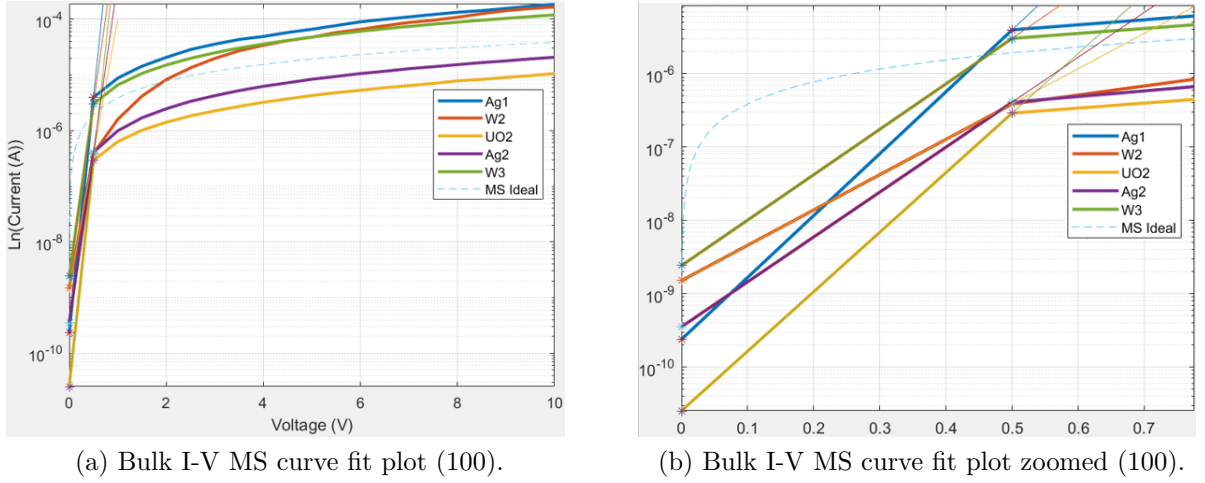 Ln(Current (A))
10^-4
10^-6
10^-8
10^-10
0
2
4
6
8
10
Voltage (V)
Ag1
W2
UO2
Ag2
W3
MS Ideal
(a) Bulk I-V MS curve fit plot (100).
10^-6
10^-7
10^-8
10^-9
10^-10
0
0.1
0.2
0.3
0.4
0.5
0.6
0.7
Ag1
W2
UO2
Ag2
W3
MS Ideal
(b) Bulk I-V MS curve fit plot zoomed (100).